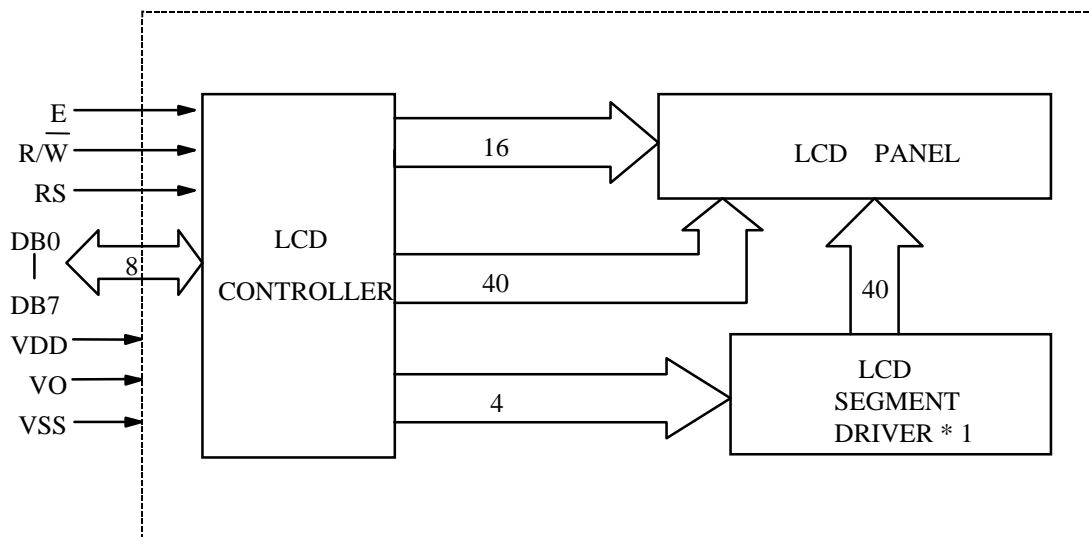 E
R/W̅
RS
DB0
DB7
VDD
VO
VSS
8
LCD
CONTROLLER
16
40
4
LCD PANEL
40
LCD
SEGMENT
DRIVER * 1